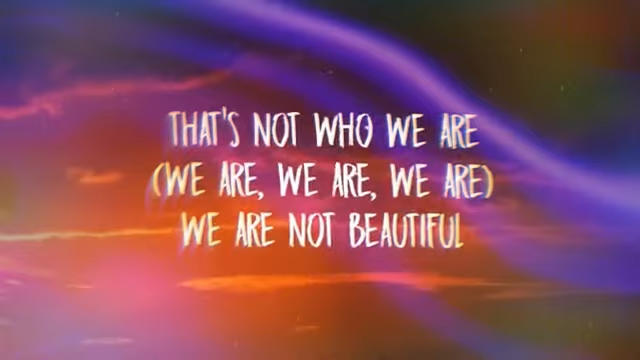 THAT'S NOT WHO WE ARE
(WE ARE, WE ARE, WE ARE)
WE ARE NOT BEAUTIFUL